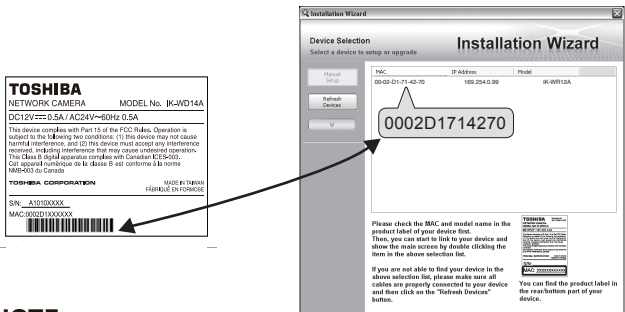 TOSHIBA
NETWORK CAMERA MODEL No. IK-WD14A
DC12V⎓0.5A / AC24V~60Hz 0.5A
This device complies with Part 15 of the FCC Rules. Operation is
subject to the following two conditions: (1) this device may not cause
harmful interference, and (2) this device must accept any interference
received, including interference that may cause undesired operation.
This Class B digital apparatus complies with Canadian ICES-003.
Cet appareil numérique de la classe B est conforme à la norme
NMB-003 du Canada
TOSHIBA CORPORATION MADE IN TAIWAN
FABRIQUÉ EN FORMOSE
S/N: A1010XXXX
MAC:0002D1XXXXXX
Installation Wizard
Device Selection
Select a device to setup or upgrade
Installation Wizard
Manual
Setup
Refresh
Devices
MAC IP Address Model
00-02-D1-71-42-70 169.254.0.99 IK-WR12A
0002D1714270
Please check the MAC and model name in the
product label of your device first.
Then, you can start to link to your device and
show the main screen by double clicking the
item in the above selection list.
If you are not able to find your device in the
above selection list, please make sure all
cables are properly connected to your device
and then click on the "Refresh Devices"
button.
TOSHIBA
MAC: XXXXXXXXXXXX
You can find the product label in
the rear/bottom part of your
device.